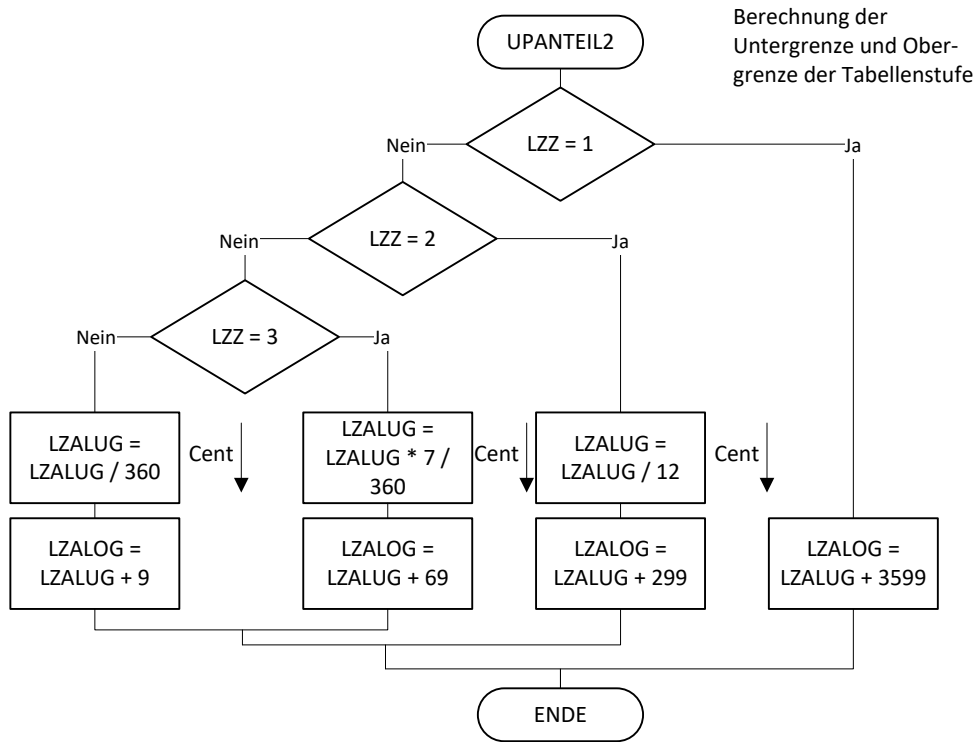 Berechnung der
Untergrenze und Ober-
grenze der Tabellenstufe
UPANTEIL2
LZZ = 1
Nein
Ja
LZZ = 2
Nein
Ja
LZZ = 3
Nein
Ja
LZALUG =
LZALUG / 360
Cent
LZALUG =
LZALUG * 7 /
360
Cent
LZALUG =
LZALUG / 12
Cent
LZALOG =
LZALUG + 9
LZALOG =
LZALUG + 69
LZALOG =
LZALUG + 299
LZALOG =
LZALUG + 3599
ENDE